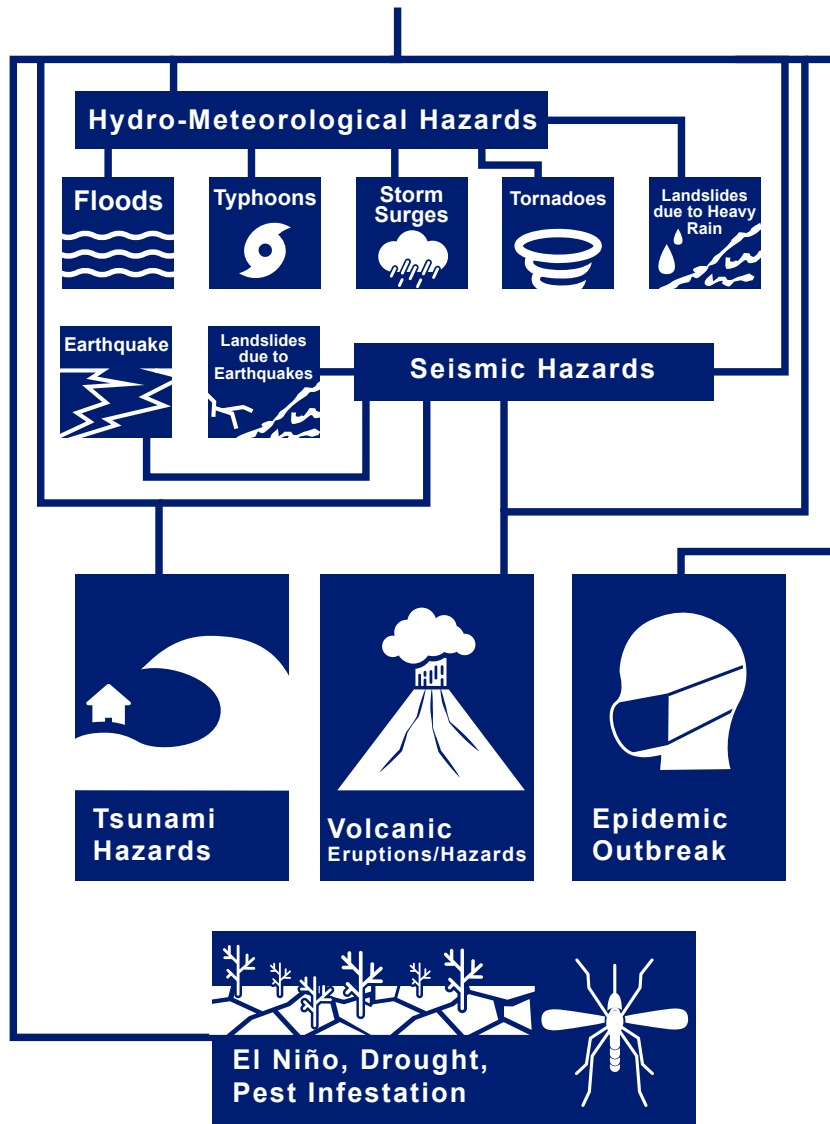 Hydro-Meteorological Hazards
Floods
Typhoons
Storm
Surges
Tornadoes
Landslides
due to Heavy
Rain
Earthquake
Landslides
due to
Earthquakes
Seismic Hazards
Tsunami
Hazards
Volcanic
Eruptions/Hazards
Epidemic
Outbreak
El Niño, Drought,
Pest Infestation